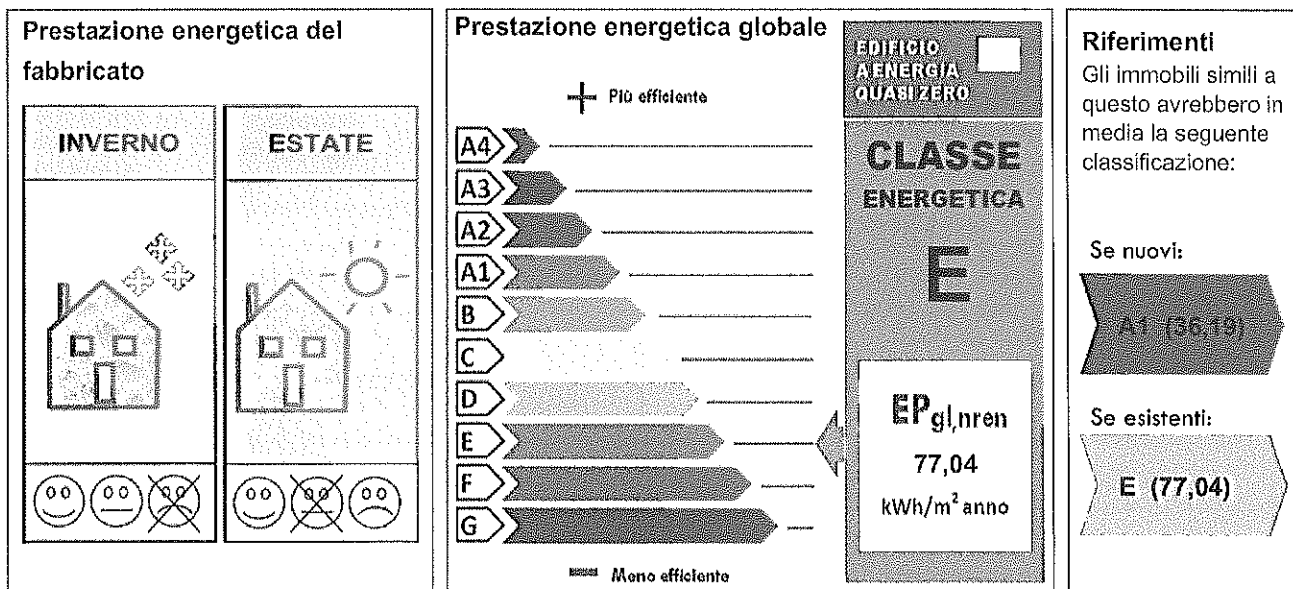 Prestazione energetica del
fabbricato
INVERNO
ESTATE
Prestazione energetica globale
+ Più efficiente
A4
A3
A2
A1
B
C
D
E
F
G
Meno efficiente
EDIFICIO
A ENERGIA
QUASI ZERO
CLASSE
ENERGETICA
E
EPgl,nren
77,04
kWh/m² anno
Riferimenti
Gli immobili simili a
questo avrebbero in
media la seguente
classificazione:
Se nuovi:
A1 (36,19)
Se esistenti:
E (77,04)